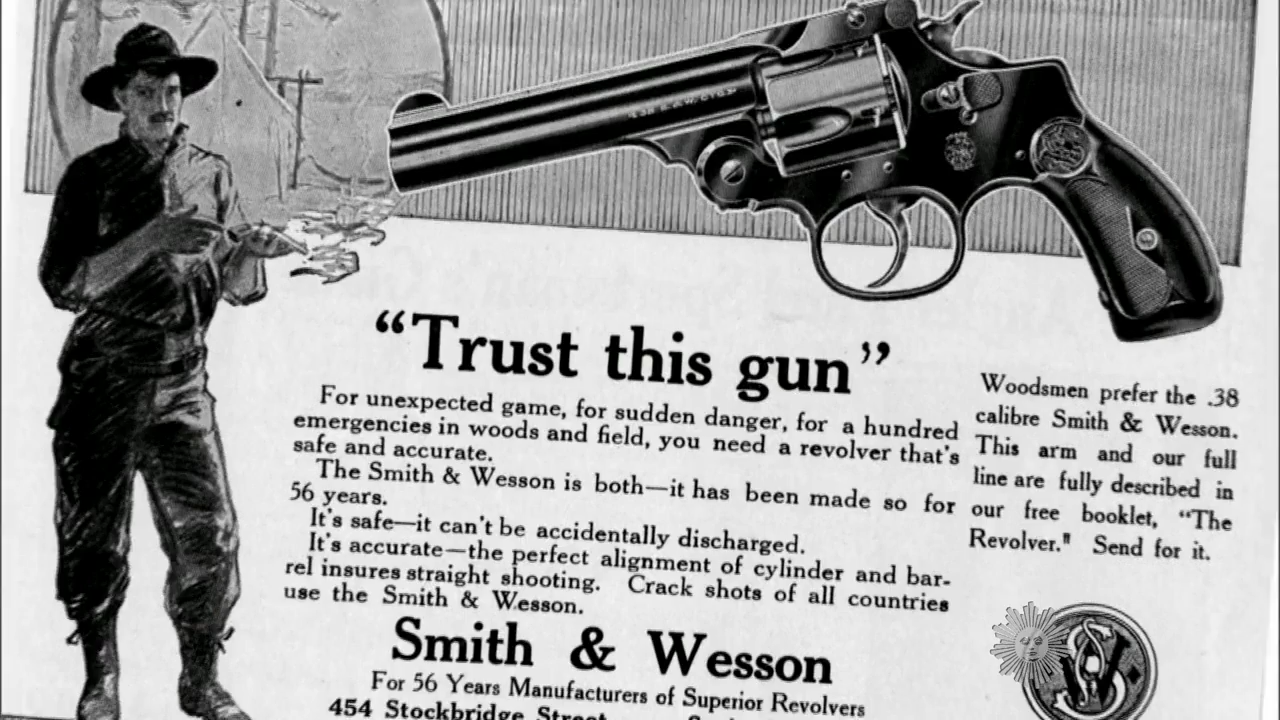 .38 S.&W. CTG.
"Trust this gun"
For unexpected game, for sudden danger, for a hundred
emergencies in woods and field, you need a revolver that's
safe and accurate.
The Smith & Wesson is both—it has been made so for
56 years.
It's safe—it can't be accidentally discharged.
It's accurate—the perfect alignment of cylinder and bar-
rel insures straight shooting. Crack shots of all countries
use the Smith & Wesson.
Woodsmen prefer the .38
calibre Smith & Wesson.
This arm and our full
line are fully described in
our free booklet, "The
Revolver." Send for it.
Smith & Wesson
For 56 Years Manufacturers of Superior Revolvers
454 Stockbridge Street